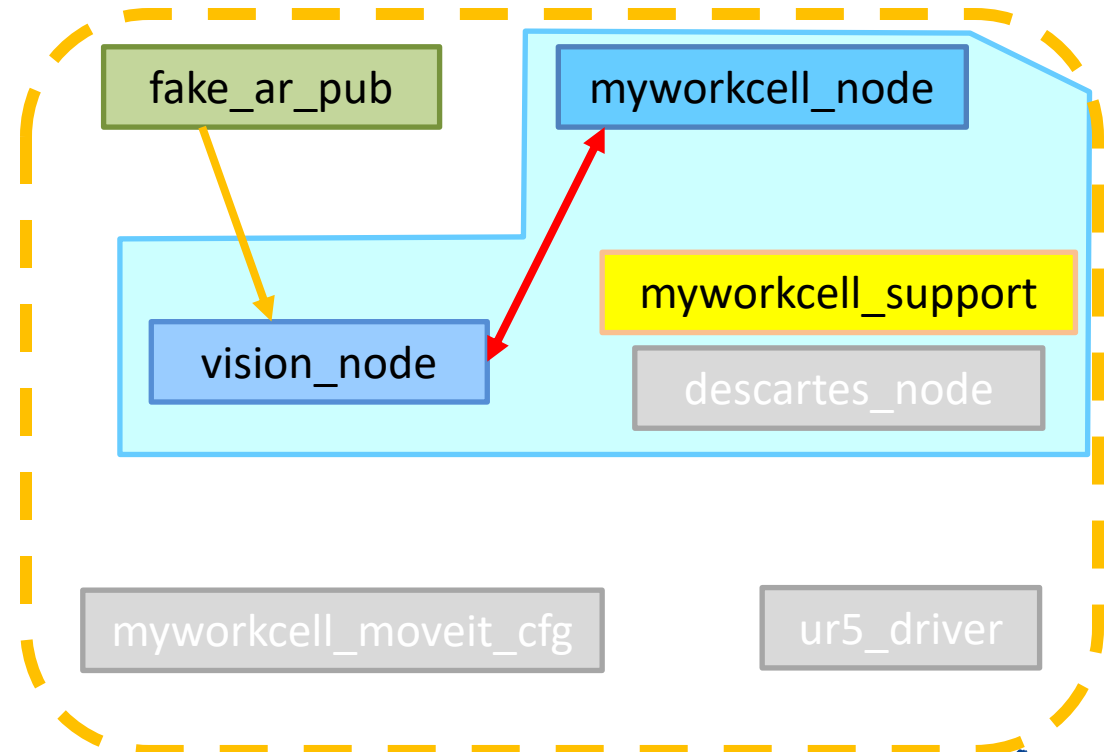 fake_ar_pub
myworkcell_node
myworkcell_support
vision_node
descartes_node
myworkcell_moveit_cfg
ur5_driver